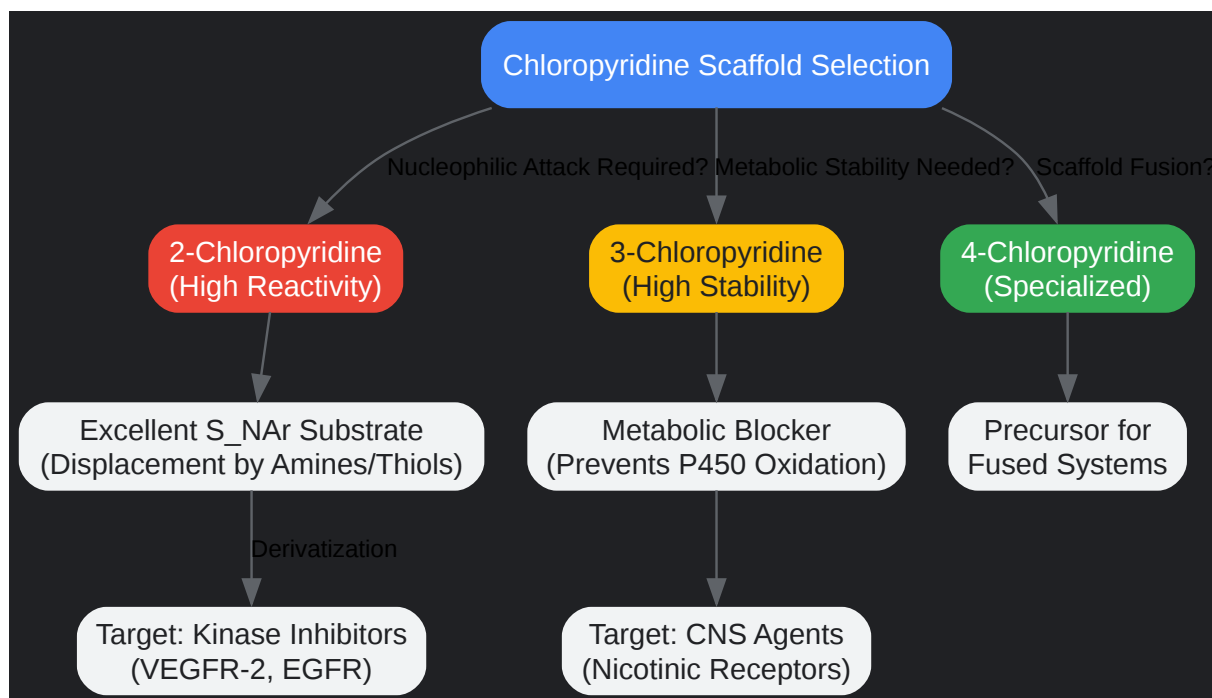 Chloropyridine Scaffold Selection
Nucleophilic Attack Required?
Metabolic Stability Needed?
Scaffold Fusion?
2-Chloropyridine
(High Reactivity)
3-Chloropyridine
(High Stability)
4-Chloropyridine
(Specialized)
Excellent S_NAr Substrate
(Displacement by Amines/Thiols)
Metabolic Blocker
(Prevents P450 Oxidation)
Precursor for
Fused Systems
Derivatization
Target: Kinase Inhibitors
(VEGFR-2, EGFR)
Target: CNS Agents
(Nicotinic Receptors)